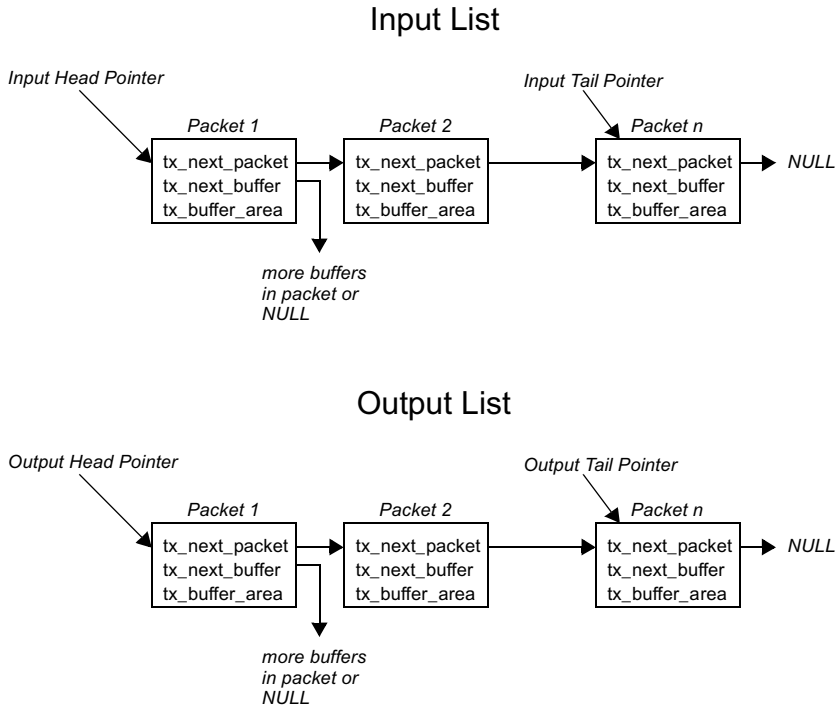 Input List
Input Head Pointer
Input Tail Pointer
Packet 1
Packet 2
Packet n
tx_next_packet
tx_next_buffer
tx_buffer_area
tx_next_packet
tx_next_buffer
tx_buffer_area
tx_next_packet
tx_next_buffer
tx_buffer_area
NULL
more buffers
in packet or
NULL
Output List
Output Head Pointer
Output Tail Pointer
Packet 1
Packet 2
Packet n
tx_next_packet
tx_next_buffer
tx_buffer_area
tx_next_packet
tx_next_buffer
tx_buffer_area
tx_next_packet
tx_next_buffer
tx_buffer_area
NULL
more buffers
in packet or
NULL